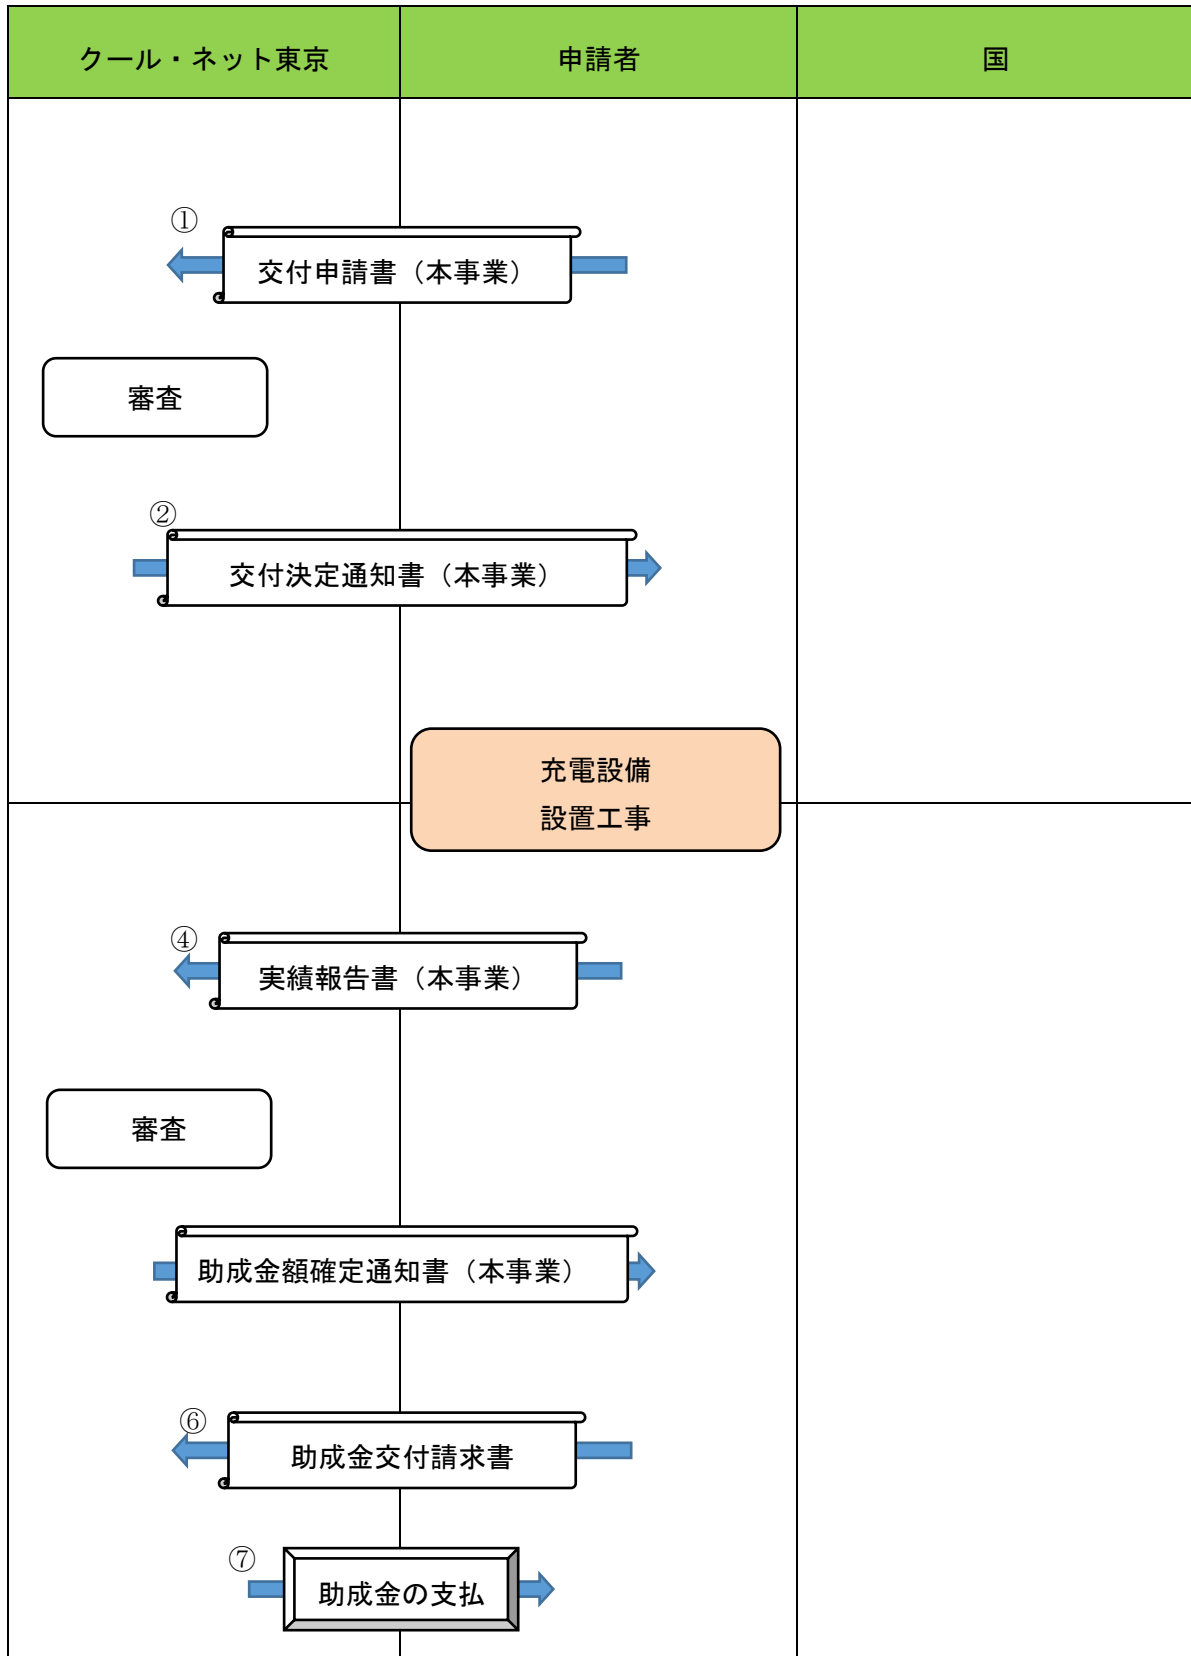 クール・ネット東京
申請者
国
①
交付申請書（本事業）
審査
②
交付決定通知書（本事業）
充電設備
設置工事
④
実績報告書（本事業）
審査
助成金額確定通知書（本事業）
⑥
助成金交付請求書
⑦
助成金の支払